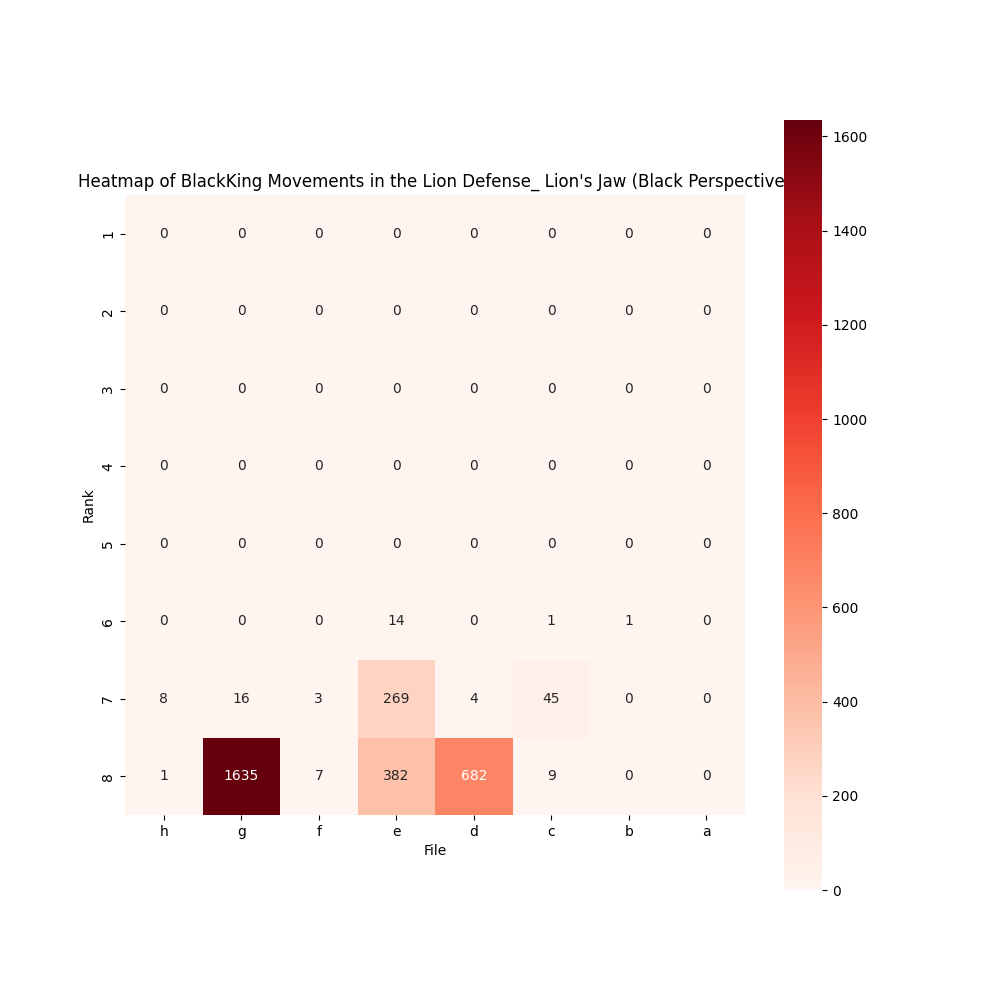 Heatmap of BlackKing Movements in the Lion Defense_ Lion's Jaw (Black Perspective
1 0 0 0 0 0 0 0 0
2 0 0 0 0 0 0 0 0
3 0 0 0 0 0 0 0 0
4 0 0 0 0 0 0 0 0
Rank
5 0 0 0 0 0 0 0 0
6 0 0 0 14 0 1 1 0
7 8 16 3 269 4 45 0 0
8 1 1635 7 382 682 9 0 0
h g f e d c b a
File
1600
1400
1200
1000
800
600
400
200
0